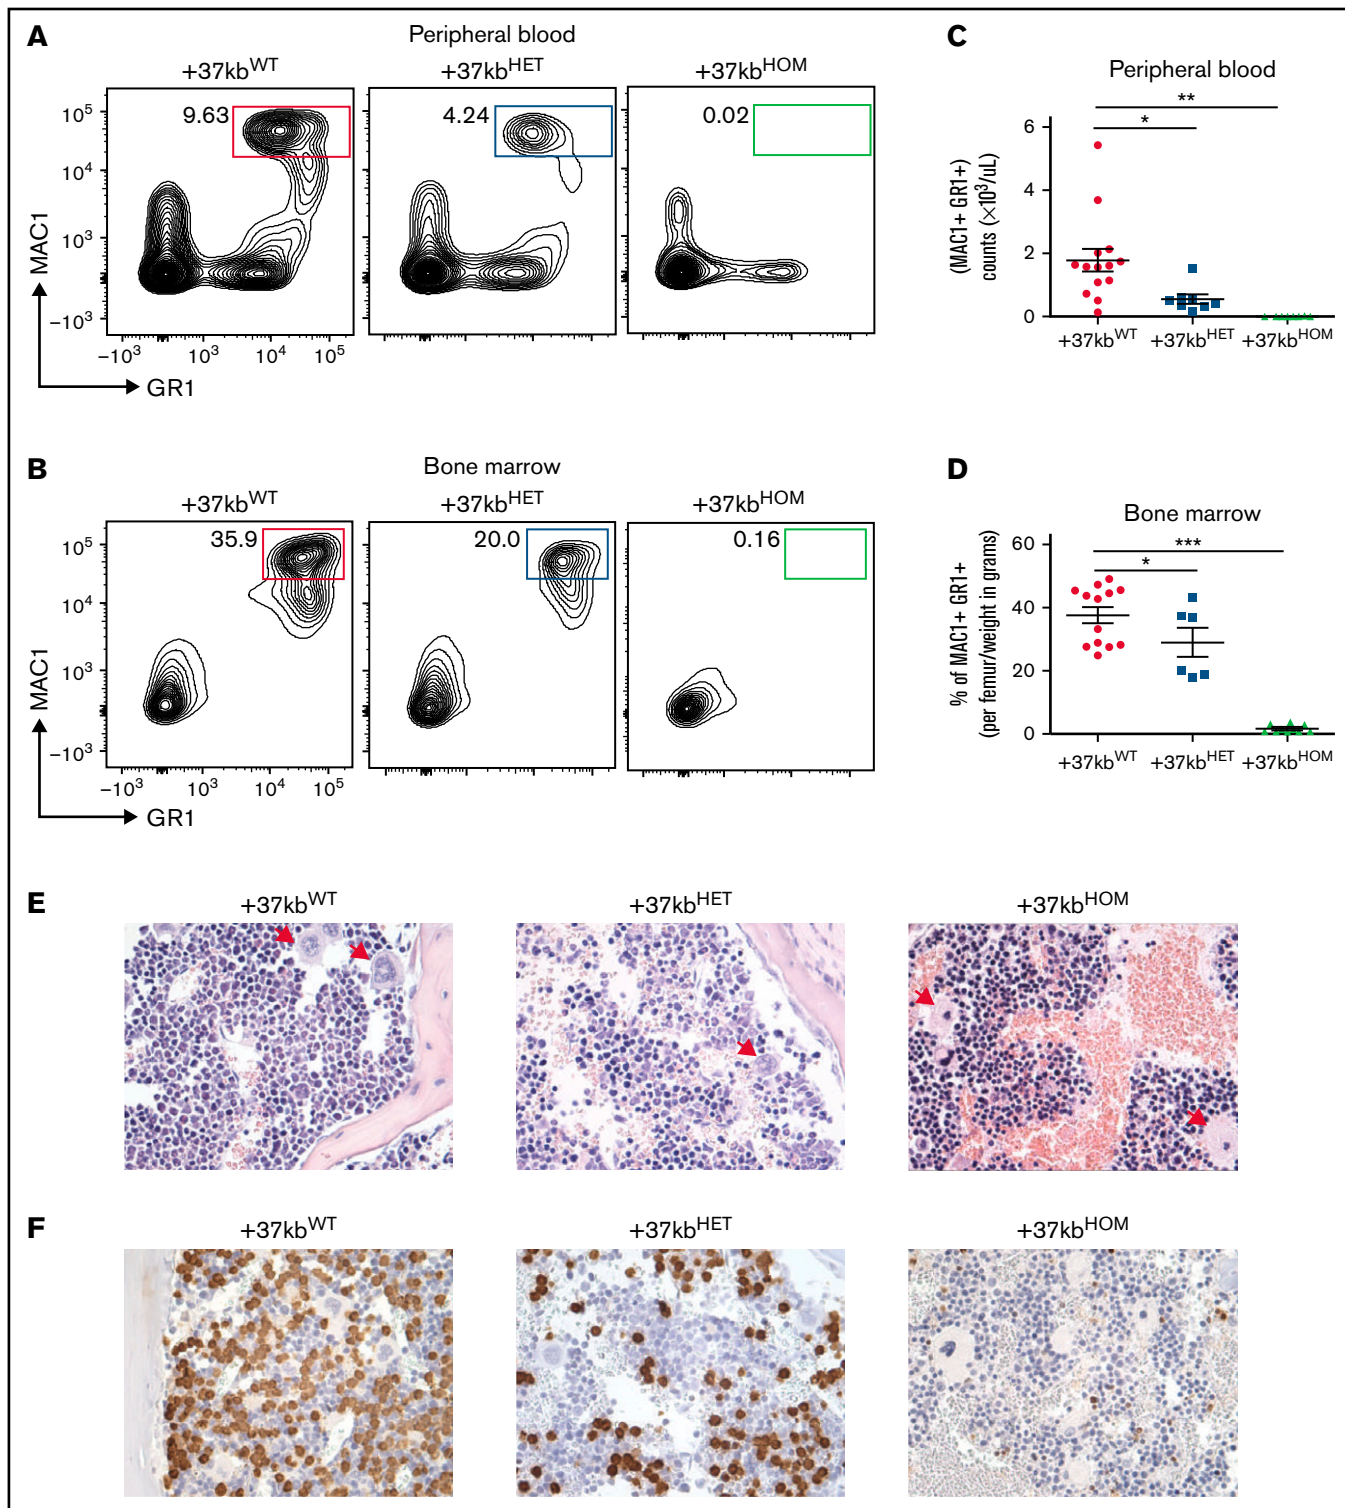 A
Peripheral blood
+37kbWT
+37kbHET
+37kbHOM
9.63
4.24
0.02
10⁵
10⁴
10³
−10³
MAC1
−10³
10³
10⁴
10⁵
GR1
C
Peripheral blood
**
*
6
4
2
0
(MAC1+ GR1+)
counts (×10³/uL)
+37kbWT
+37kbHET
+37kbHOM
B
Bone marrow
+37kbWT
+37kbHET
+37kbHOM
35.9
20.0
0.16
10⁵
10⁴
10³
−10³
MAC1
−10³
10³
10⁴
10⁵
GR1
D
Bone marrow
***
*
60
40
20
0
% of MAC1+ GR1+
(per femur/weight in grams)
+37kbWT
+37kbHET
+37kbHOM
E
+37kbWT
+37kbHET
+37kbHOM
F
+37kbWT
+37kbHET
+37kbHOM